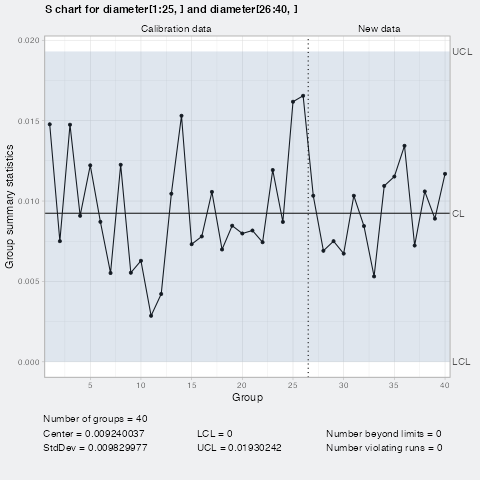 S chart for diameter[1:25, ] and diameter[26:40, ]
Calibration data New data
0.020
UCL
0.015
0.010
CL
0.005
0.000
LCL
Group summary statistics
5 10 15 20 25 30 35 40
Group
Number of groups = 40
Center = 0.009240037 LCL = 0 Number beyond limits = 0
StdDev = 0.009829977 UCL = 0.01930242 Number violating runs = 0